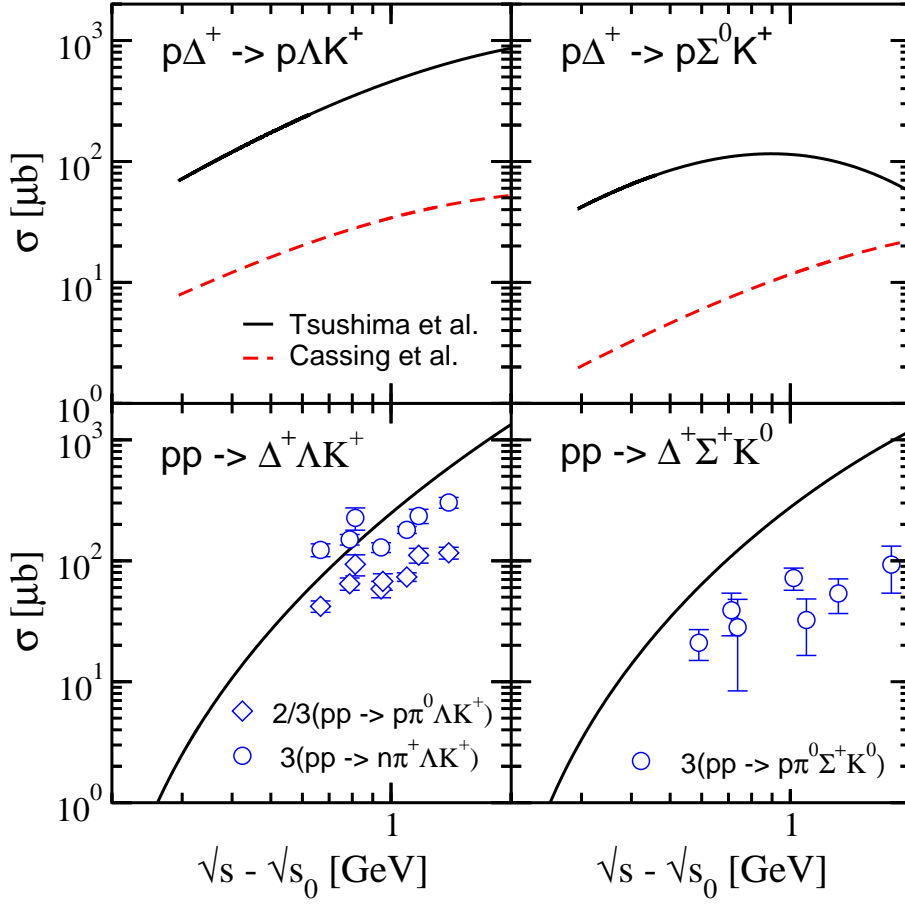 10³
pΔ⁺ -> pΛK⁺
pΔ⁺ -> pΣ⁰K⁺
10²
σ [μb]
10¹
Tsushima et al.
Cassing et al.
10⁰
10³
pp -> Δ⁺ΛK⁺
pp -> Δ⁺Σ⁺K⁰
10²
σ [μb]
10¹
2/3(pp -> pπ⁰ΛK⁺)
3(pp -> nπ⁺ΛK⁺)
3(pp -> pπ⁰Σ⁺K⁰)
10⁰
1
1
√s - √s₀ [GeV]
√s - √s₀ [GeV]